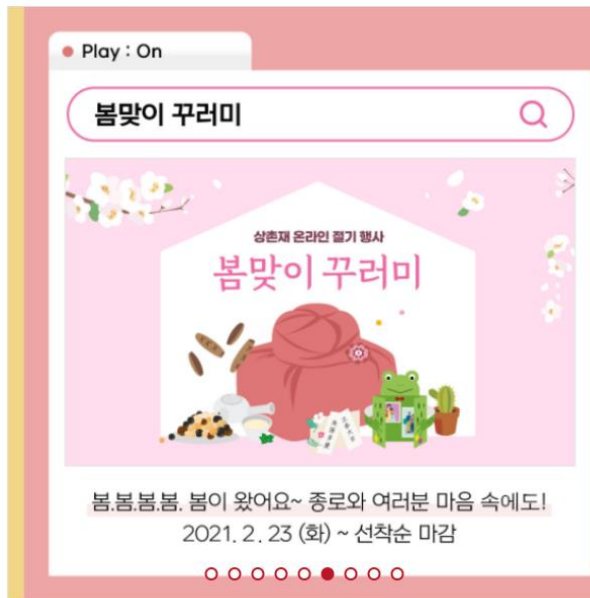 Play : On
봄맞이 꾸러미
상촌재 온라인 절기 행사
봄맞이 꾸러미
봄.봄.봄.봄. 봄이 왔어요~ 종로와 여러분 마음 속에도!
2021. 2. 23 (화) ~ 선착순 마감